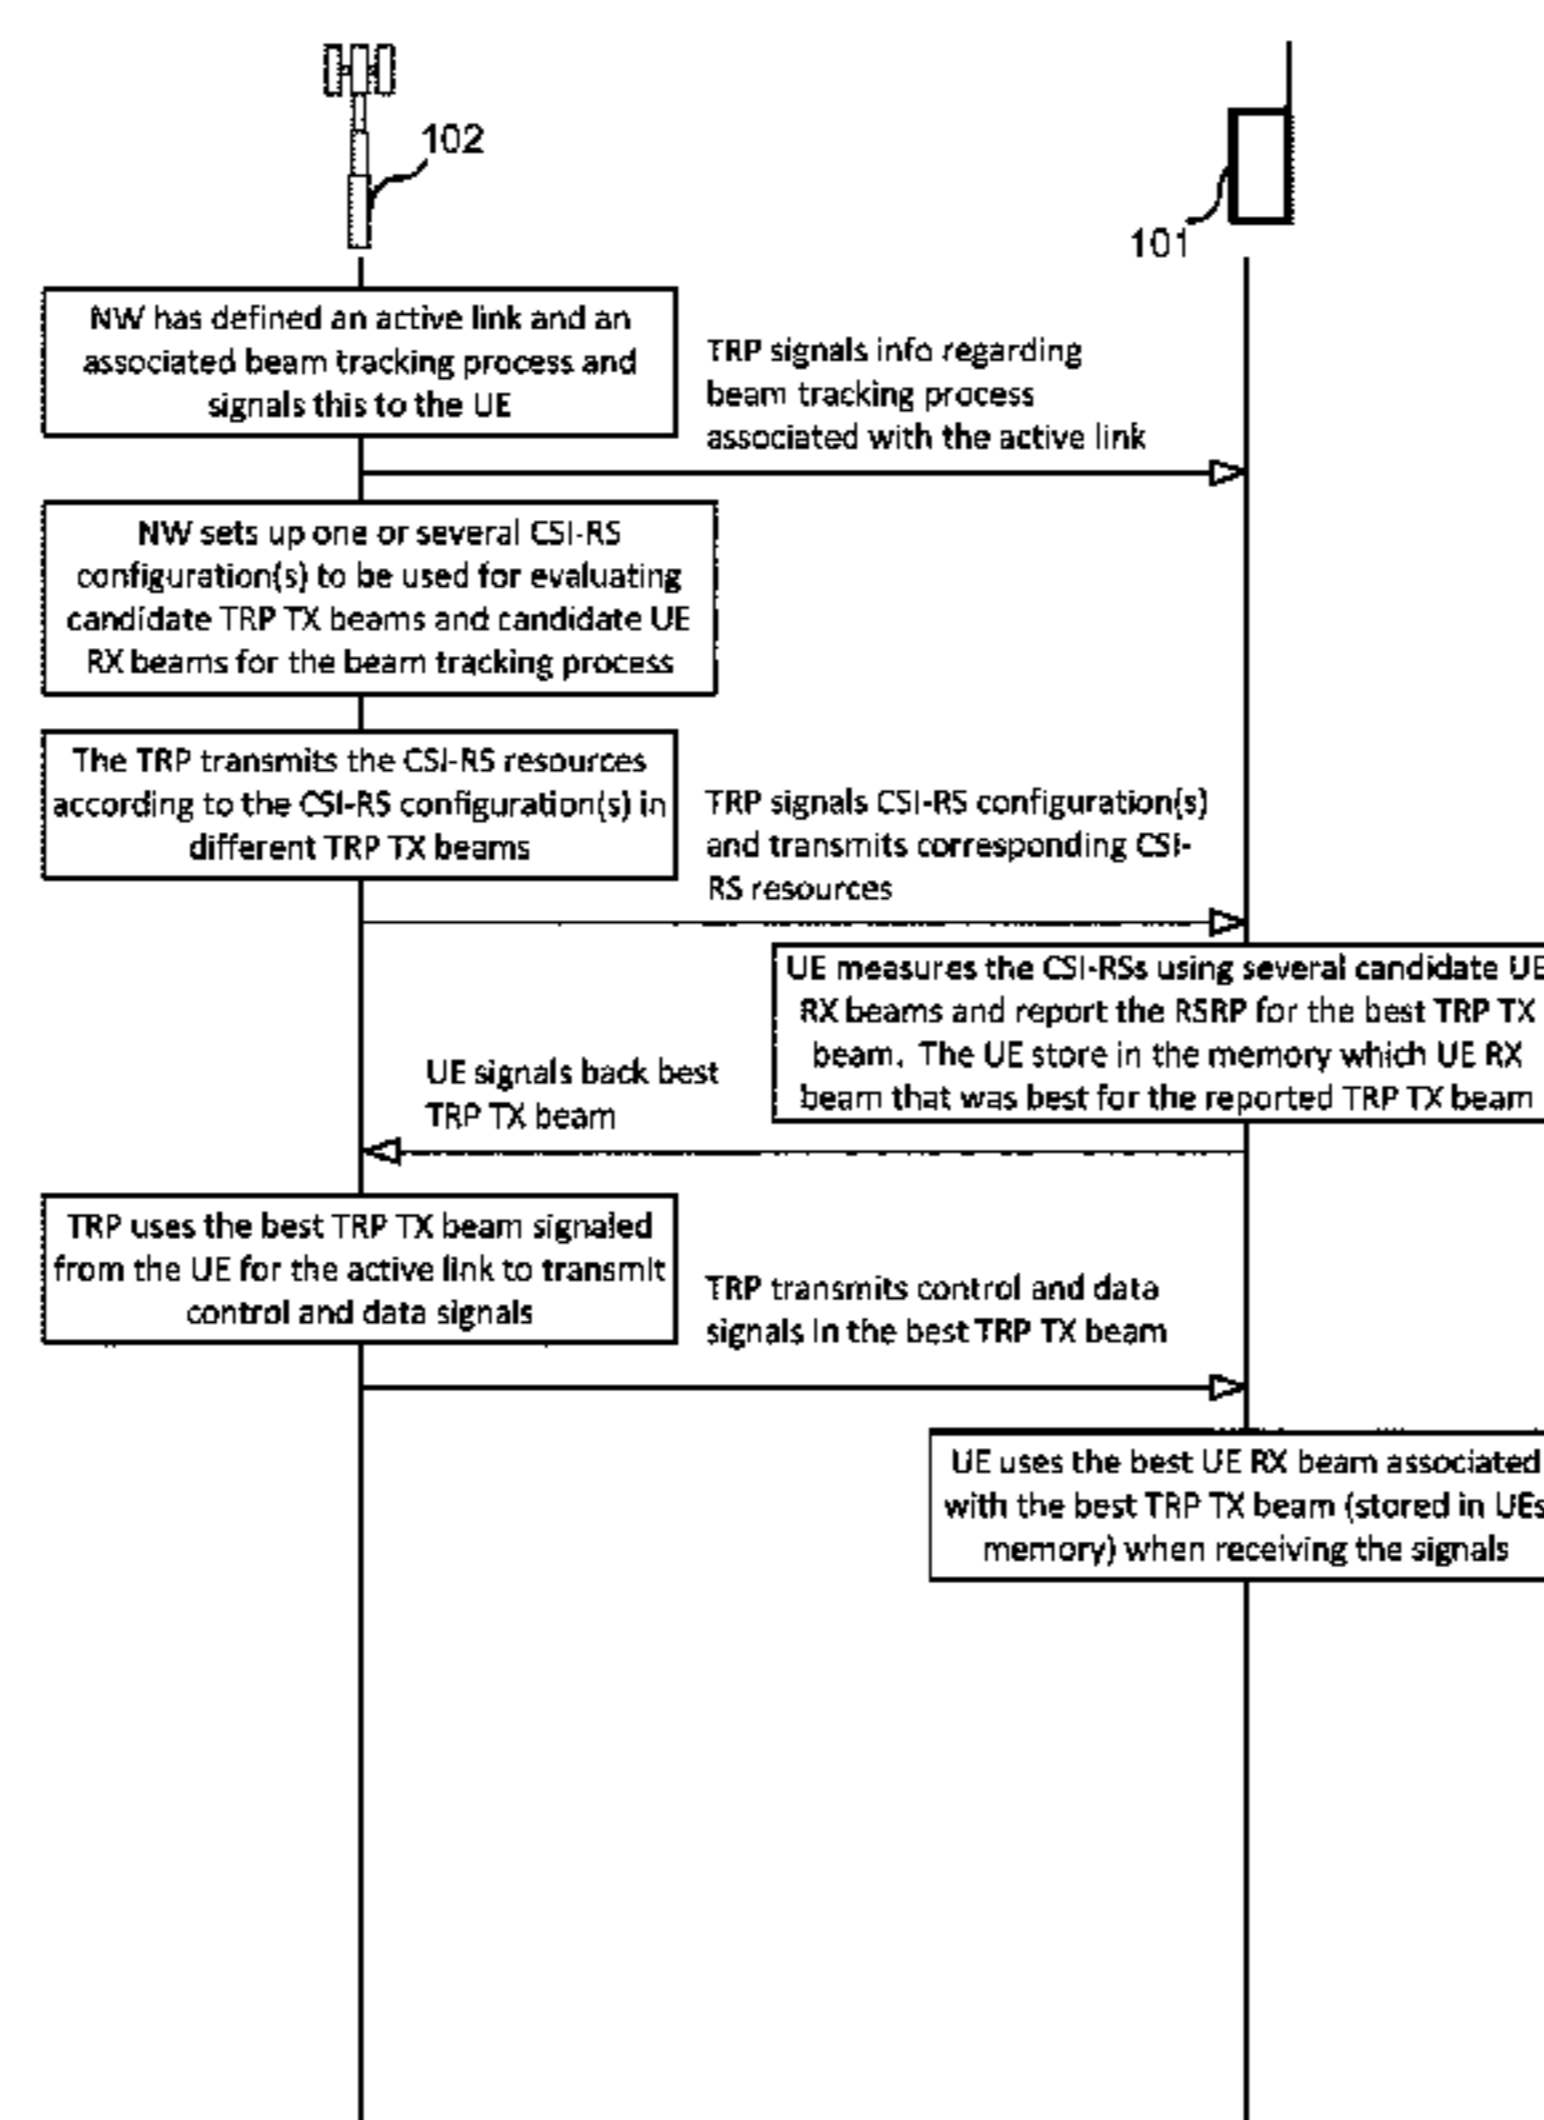 102
101
NW has defined an active link and an
associated beam tracking process and
signals this to the UE
TRP signals info regarding
beam tracking process
associated with the active link
NW sets up one or several CSI-RS
configuration(s) to be used for evaluating
candidate TRP TX beams and candidate UE
RX beams for the beam tracking process
The TRP transmits the CSI-RS resources
according to the CSI-RS configuration(s) in
different TRP TX beams
TRP signals CSI-RS configuration(s)
and transmits corresponding CSI-
RS resources
UE measures the CSI-RSs using several candidate UE
RX beams and report the RSRP for the best TRP TX
beam. The UE store in the memory which UE RX
beam that was best for the reported TRP TX beam
UE signals back best
TRP TX beam
TRP uses the best TRP TX beam signaled
from the UE for the active link to transmit
control and data signals
TRP transmits control and data
signals in the best TRP TX beam
UE uses the best UE RX beam associated
with the best TRP TX beam (stored in UEs
memory) when receiving the signals